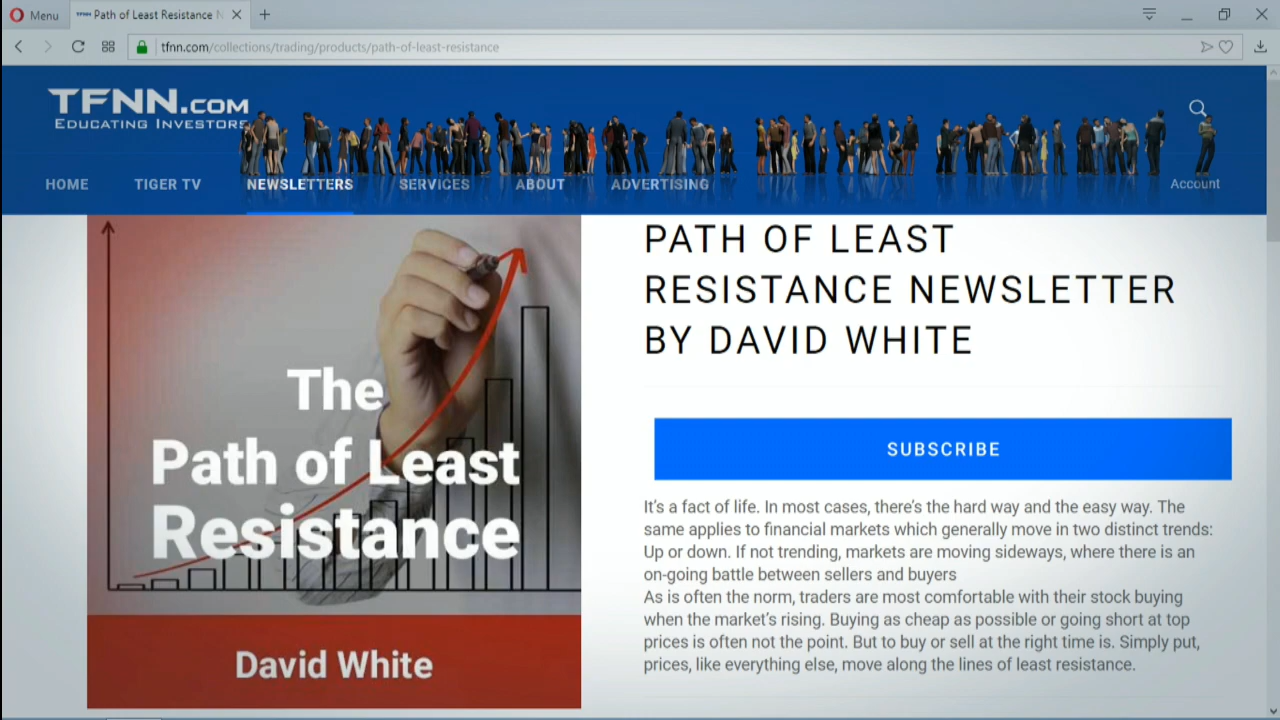 Menu
Path of Least Resistance N
tfnn.com/collections/trading/products/path-of-least-resistance
TFNN.COM
EDUCATING INVESTORS
HOME
TIGER TV
NEWSLETTERS
SERVICES
ABOUT
ADVERTISING
Account
The
Path of Least
Resistance
David White
PATH OF LEAST
RESISTANCE NEWSLETTER
BY DAVID WHITE
SUBSCRIBE
It's a fact of life. In most cases, there's the hard way and the easy way. The
same applies to financial markets which generally move in two distinct trends:
Up or down. If not trending, markets are moving sideways, where there is an
on-going battle between sellers and buyers
As is often the norm, traders are most comfortable with their stock buying
when the market's rising. Buying as cheap as possible or going short at top
prices is often not the point. But to buy or sell at the right time is. Simply put,
prices, like everything else, move along the lines of least resistance.